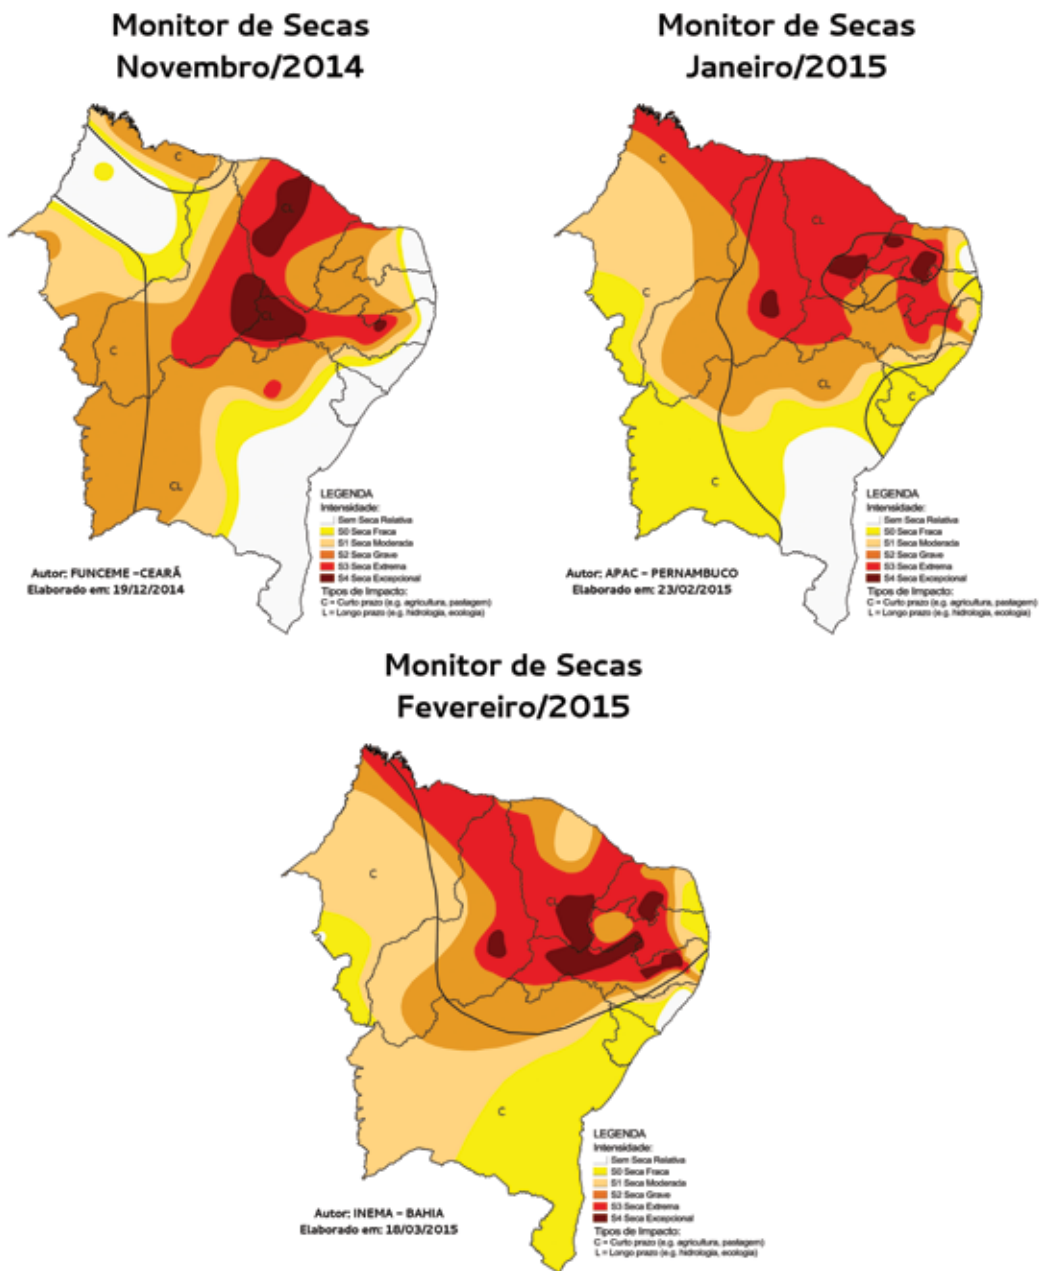 Monitor de Secas
Novembro/2014
C
CL
CL
C
CL
LEGENDA
Intensidade:
Sem Seca Relativa
S0 Seca Fraca
S1 Seca Moderada
S2 Seca Grave
S3 Seca Extrema
S4 Seca Excepcional
Tipos de Impacto:
C = Curto prazo (e.g. agricultura, pastagem)
L = Longo prazo (e.g. hidrologia, ecologia)
Autor: FUNCEME -CEARÁ
Elaborado em: 19/12/2014
Monitor de Secas
Janeiro/2015
C
CL
C
CL
C
C
LEGENDA
Intensidade:
Sem Seca Relativa
S0 Seca Fraca
S1 Seca Moderada
S2 Seca Grave
S3 Seca Extrema
S4 Seca Excepcional
Tipos de Impacto:
C = Curto prazo (e.g. agricultura, pastagem)
L = Longo prazo (e.g. hidrologia, ecologia)
Autor: APAC - PERNAMBUCO
Elaborado em: 23/02/2015
Monitor de Secas
Fevereiro/2015
C
CL
C
LEGENDA
Intensidade:
Sem Seca Relativa
S0 Seca Fraca
S1 Seca Moderada
S2 Seca Grave
S3 Seca Extrema
S4 Seca Excepcional
Tipos de Impacto:
C = Curto prazo (e.g. agricultura, pastagem)
L = Longo prazo (e.g. hidrologia, ecologia)
Autor: INEMA - BAHIA
Elaborado em: 18/03/2015